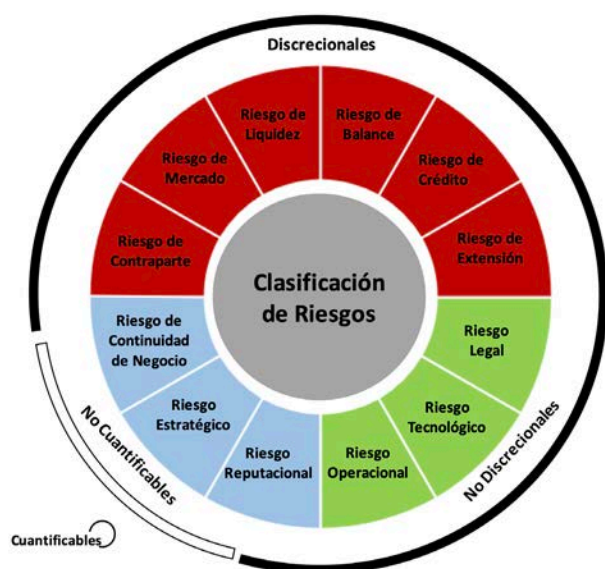 Discrecionales
Riesgo de
Liquidez
Riesgo de
Balance
Riesgo de
Mercado
Riesgo de
Crédito
Riesgo de
Contraparte
Riesgo de
Extensión
Clasificación
de Riesgos
Riesgo de
Continuidad
de Negocio
Riesgo
Legal
Riesgo
Estratégico
Riesgo
Tecnológico
Riesgo
Reputacional
Riesgo
Operacional
No Cuantificables
No Discrecionales
Cuantificables